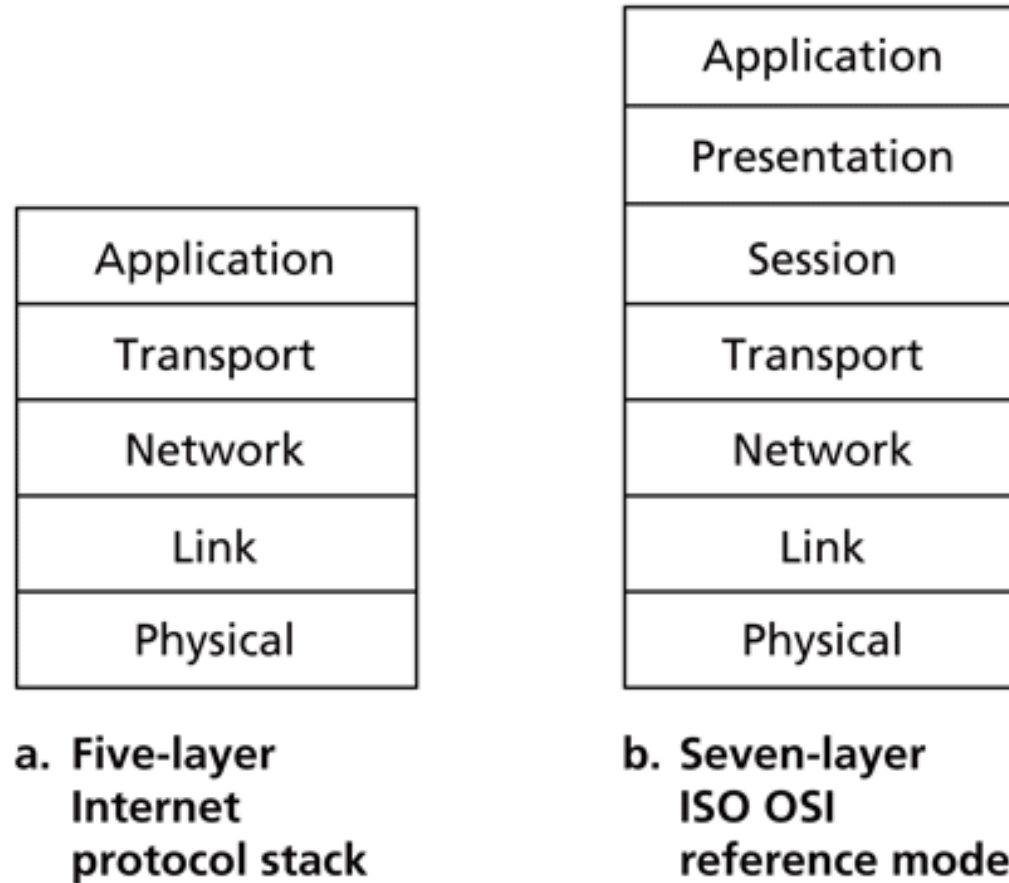 Application
Transport
Network
Link
Physical
a. Five-layer
Internet
protocol stack
Application
Presentation
Session
Transport
Network
Link
Physical
b. Seven-layer
ISO OSI
reference mode